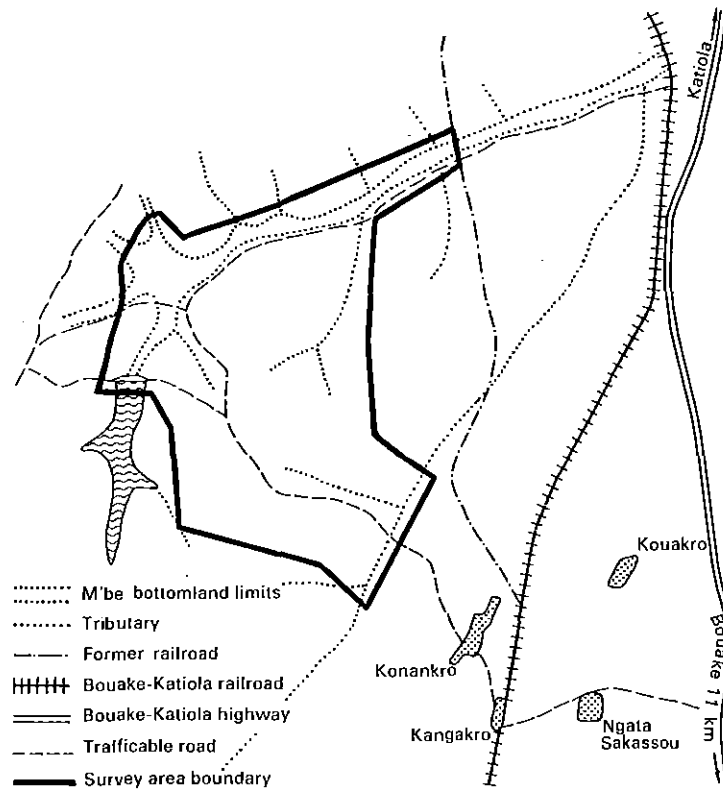 Katiola
Kouakro
M'be bottomland limits
Tributary
Former railroad
Konankro
Bouake-Katiola railroad
Bouake-Katiola highway
Kangakro
Ngata
Sakassou
Bouake 11 km
Trafficable road
Survey area boundary